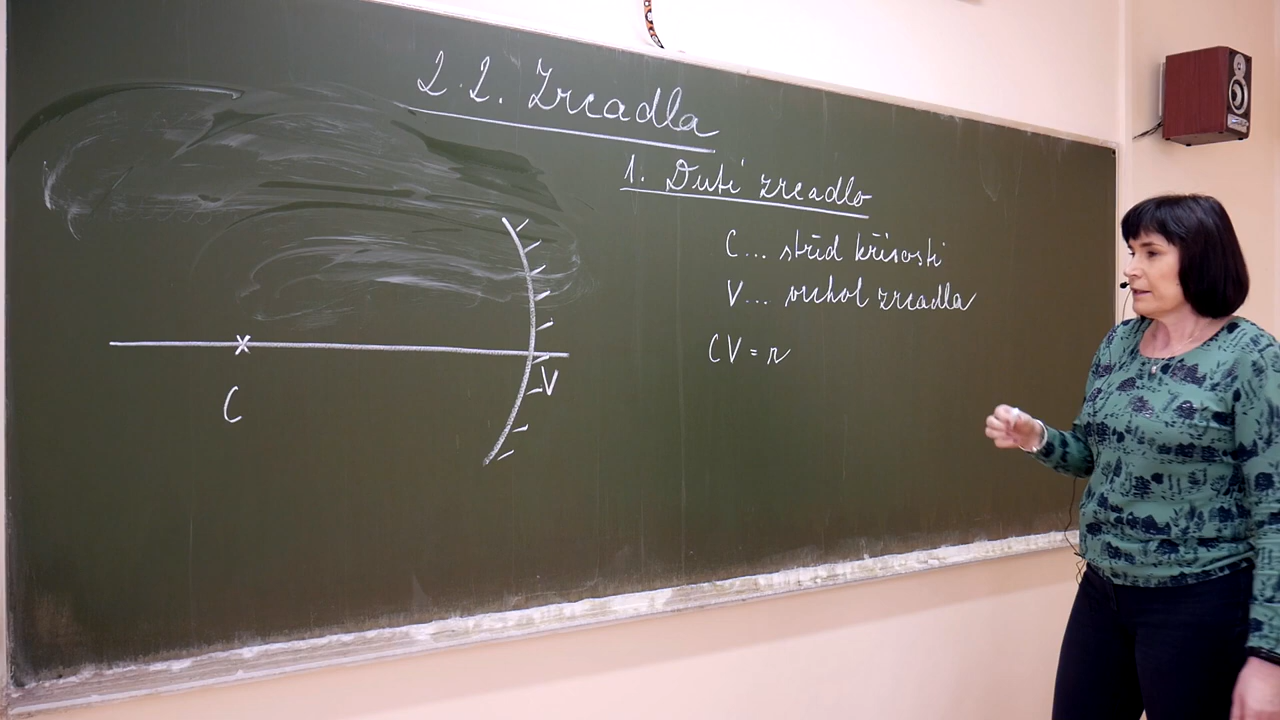 2.2. Zrcadla
1. Duté zrcadlo
C... střed křivosti
V... vrchol zrcadla
CV = r
C
V